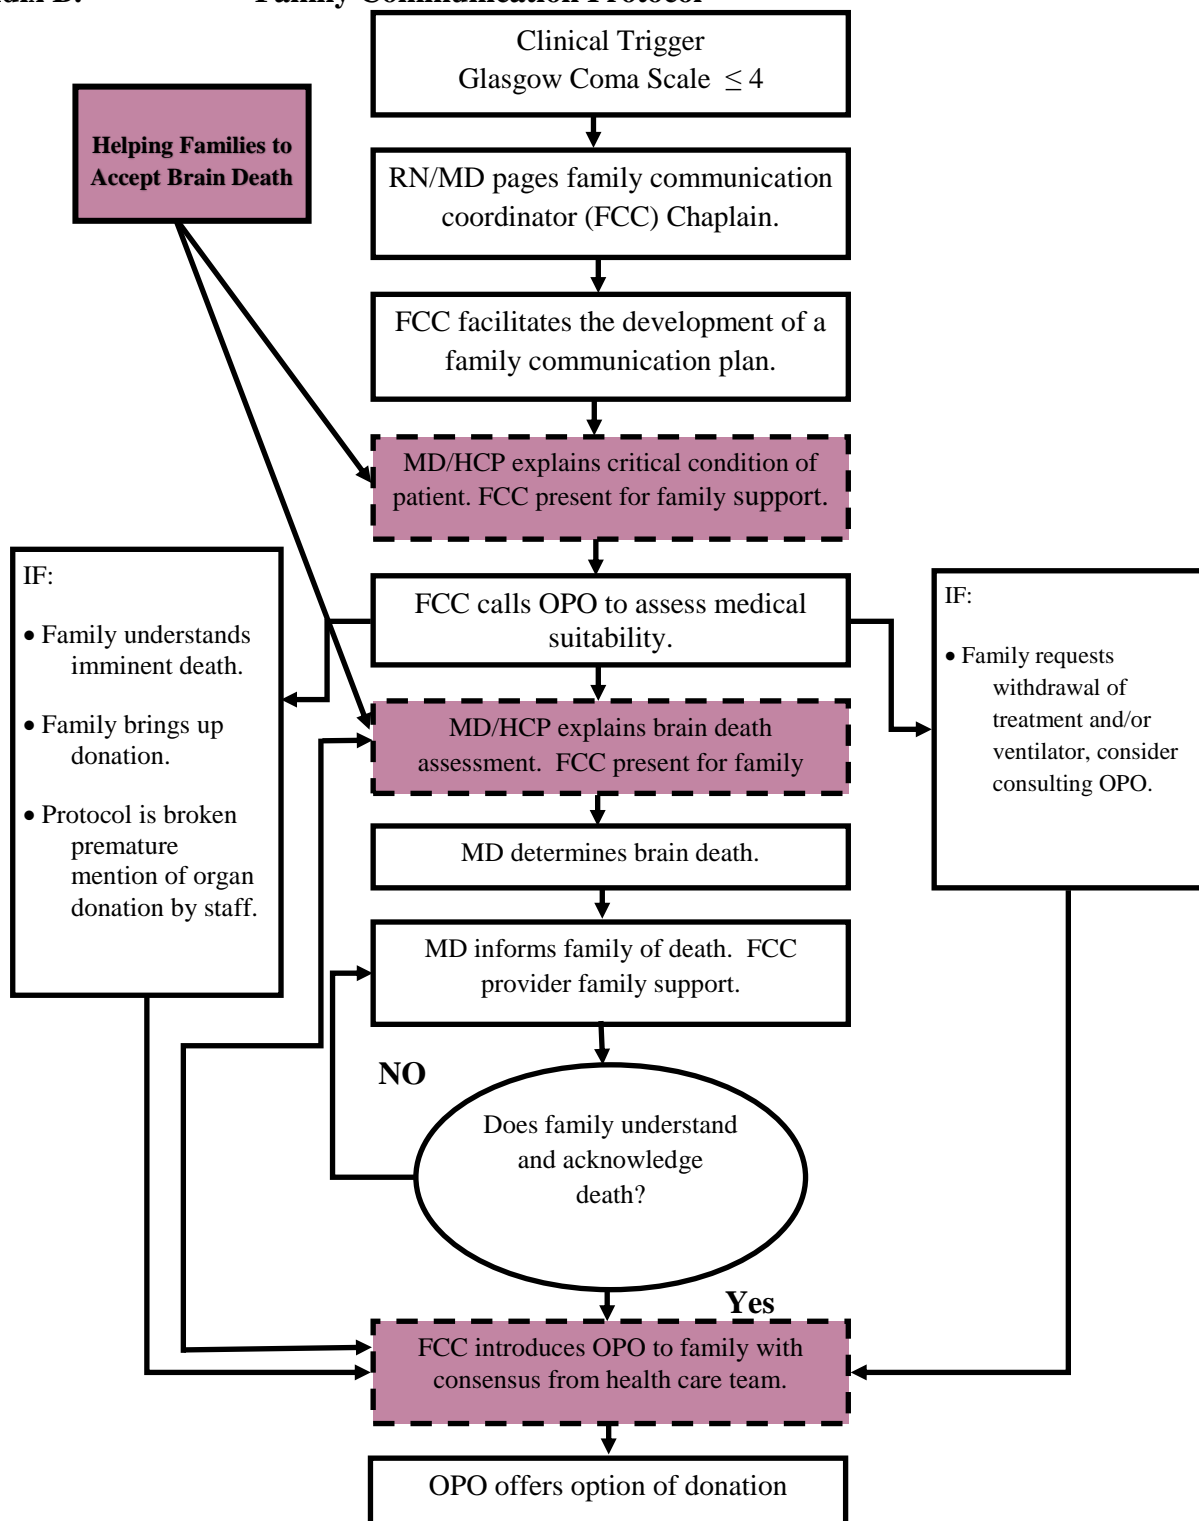 Family Communication Protocol
Clinical Trigger
Glasgow Coma Scale ≤ 4
Helping Families to
Accept Brain Death
RN/MD pages family communication
coordinator (FCC) Chaplain.
FCC facilitates the development of a
family communication plan.
MD/HCP explains critical condition of
patient. FCC present for family support.
IF:
• Family understands
imminent death.
• Family brings up
donation.
• Protocol is broken
premature
mention of organ
donation by staff.
FCC calls OPO to assess medical
suitability.
IF:
• Family requests
withdrawal of
treatment and/or
ventilator, consider
consulting OPO.
MD/HCP explains brain death
assessment. FCC present for family
MD determines brain death.
MD informs family of death. FCC
provider family support.
NO
Does family understand
and acknowledge
death?
Yes
FCC introduces OPO to family with
consensus from health care team.
OPO offers option of donation